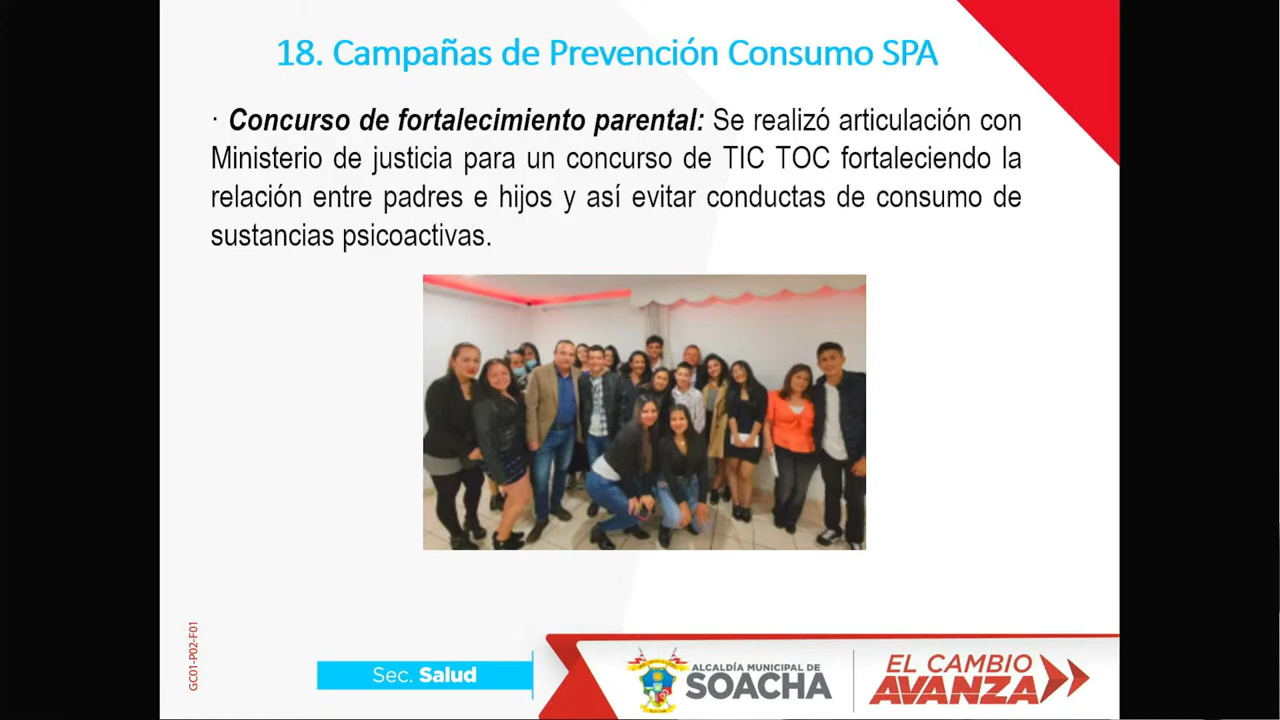 18. Campañas de Prevención Consumo SPA
· Concurso de fortalecimiento parental: Se realizó articulación con
Ministerio de justicia para un concurso de TIC TOC fortaleciendo la
relación entre padres e hijos y así evitar conductas de consumo de
sustancias psicoactivas.
GC01-P02-F01
Sec. Salud
ALCALDÍA MUNICIPAL DE
SOACHA
EL CAMBIO
AVANZA